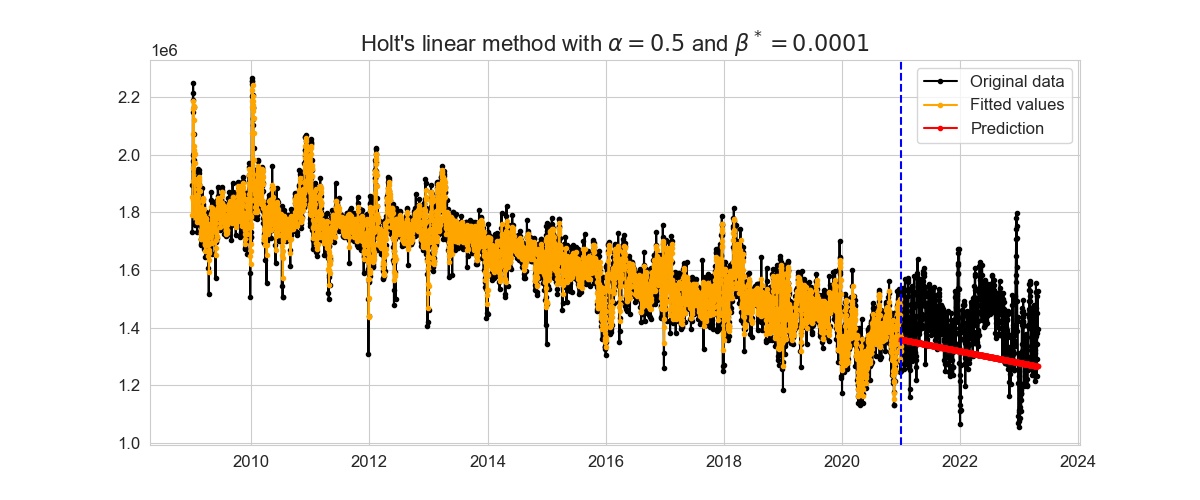 Holt's linear method with α = 0.5 and β* = 0.0001
1e6
Original data
Fitted values
Prediction
2.2
2.0
1.8
1.6
1.4
1.2
1.0
2010 2012 2014 2016 2018 2020 2022 2024